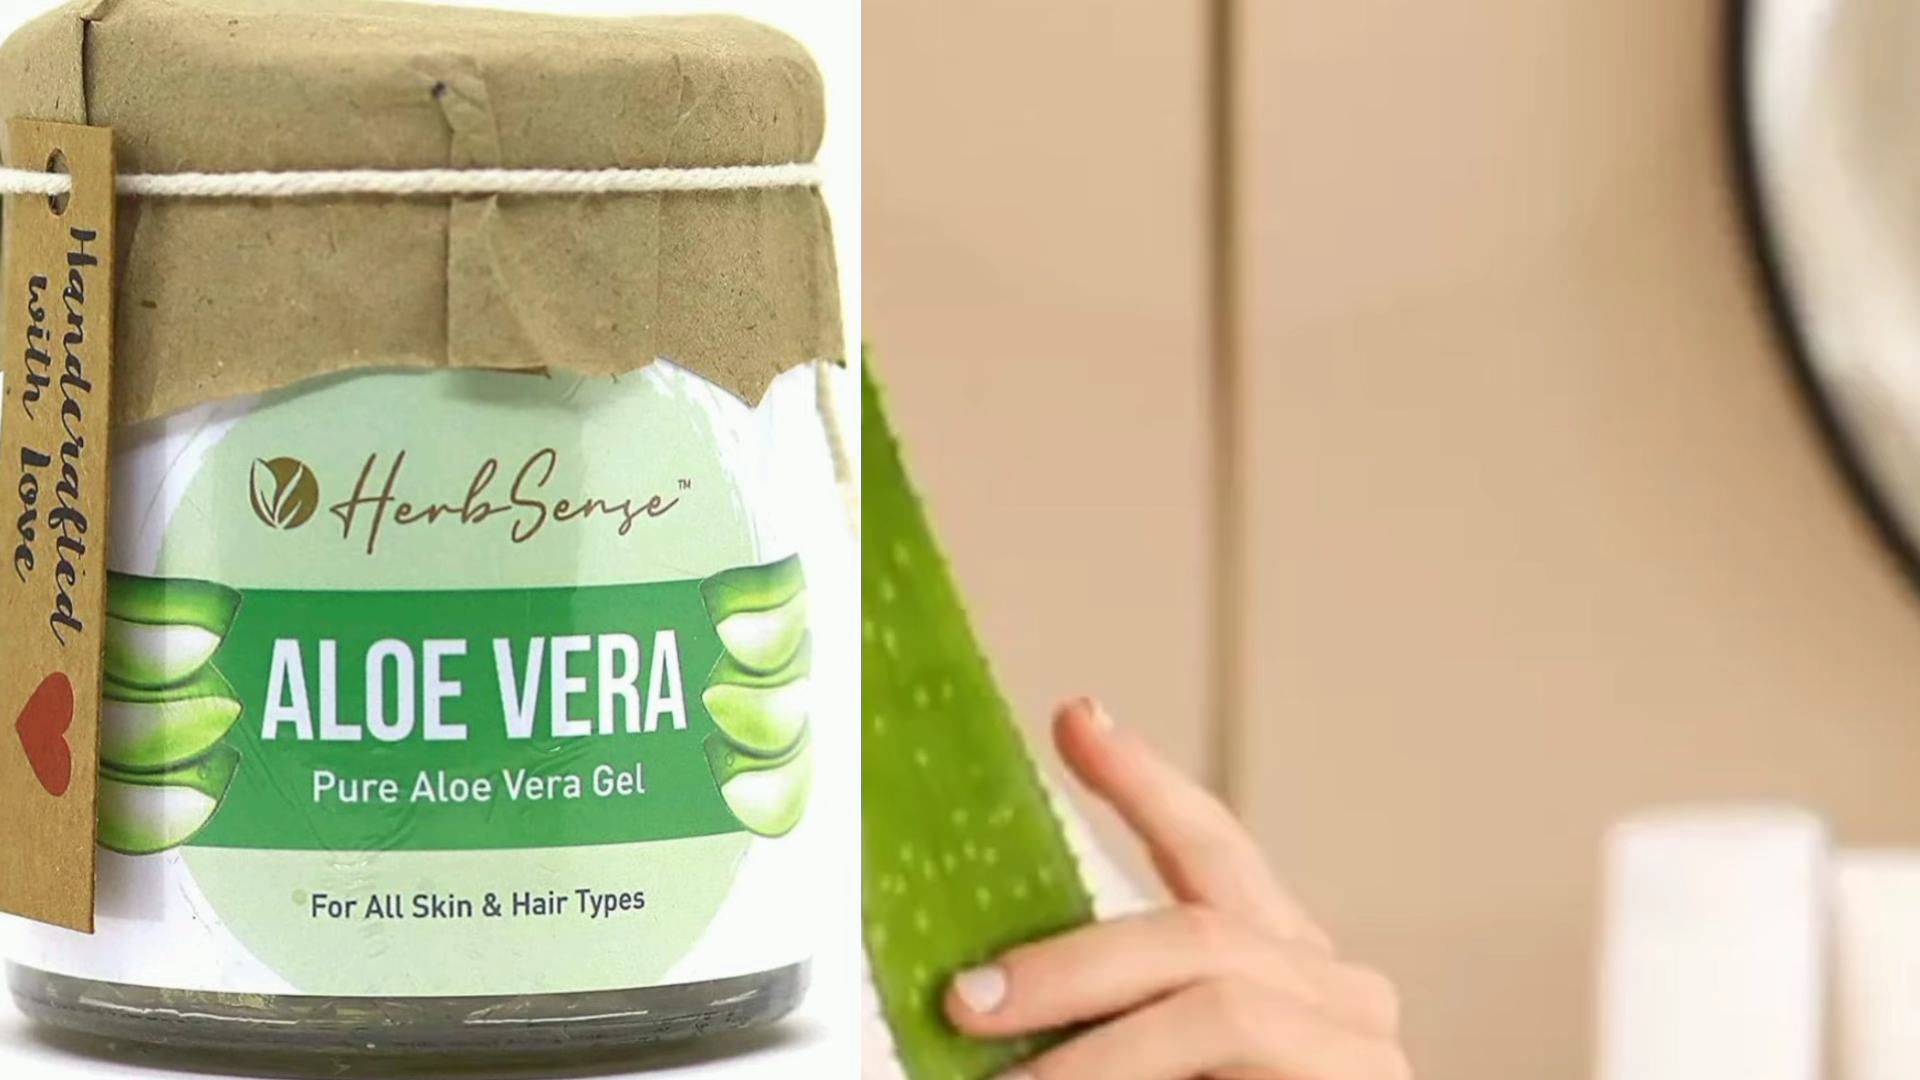 Handcrafted
with love
HerbSense™
ALOE VERA
Pure Aloe Vera Gel
For All Skin & Hair Types